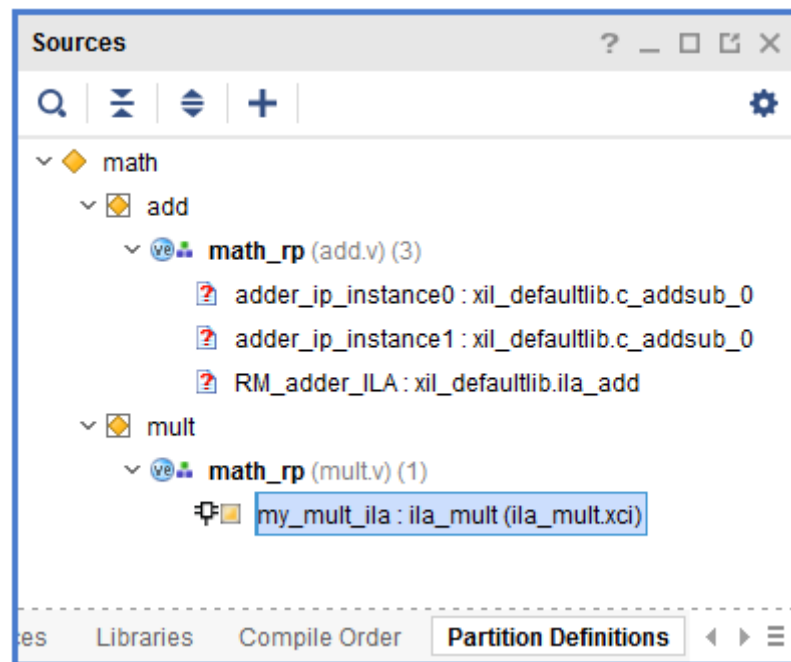 Sources
math
add
math_rp (add.v) (3)
adder_ip_instance0 : xil_defaultlib.c_addsub_0
adder_ip_instance1 : xil_defaultlib.c_addsub_0
RM_adder_ILA : xil_defaultlib.ila_add
mult
math_rp (mult.v) (1)
my_mult_ila : ila_mult (ila_mult.xci)
Libraries Compile Order Partition Definitions